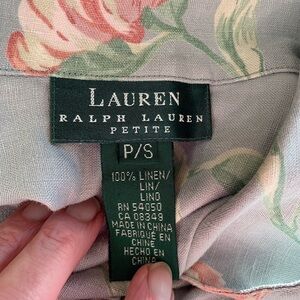 LAUREN
RALPH LAUREN
PETITE
P/S
100% LINEN/
LIN/
LINO
RN 54050
CA 08349
MADE IN CHINA
FABRIQUÉ EN
CHINE
HECHO EN
CHINA